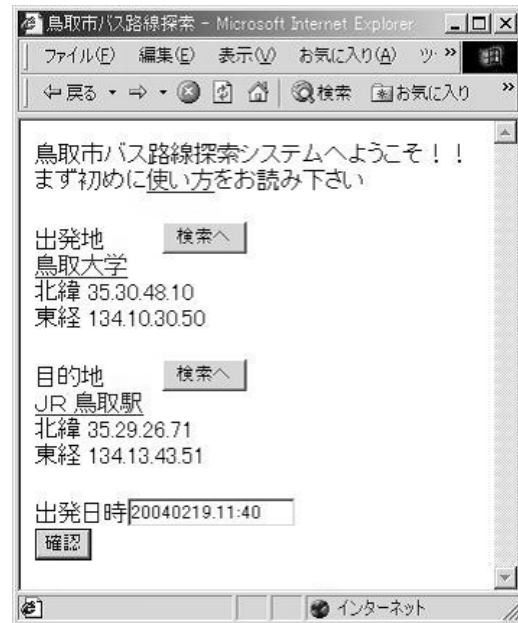 鳥取市バス路線探索 - Microsoft Internet Explorer
ファイル(F) 編集(E) 表示(V) お気に入り(A) ツ・ »
戻る 検索 お気に入り »
鳥取市バス路線探索システムへようこそ！！
まず初めに使い方をお読み下さい
出発地 検索へ
鳥取大学
北緯 35.30.48.10
東経 134.10.30.50
目的地 検索へ
JR 鳥取駅
北緯 35.29.26.71
東経 134.13.43.51
出発日時 20040219.11:40
確認
インターネット